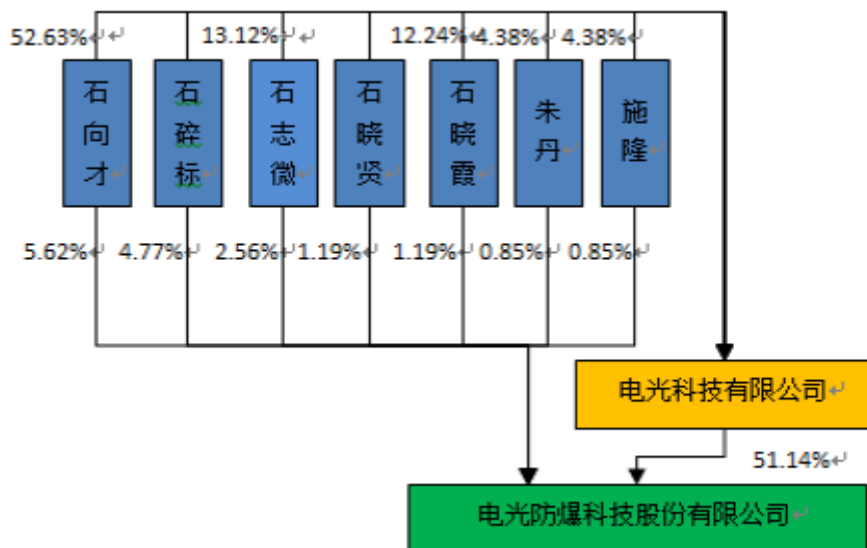 52.63% 13.12% 12.24% 4.38% 4.38%
石向才
石碎标
石志微
石晓贤
石晓霞
朱丹
施隆
5.62% 4.77% 2.56% 1.19% 1.19% 0.85% 0.85%
电光科技有限公司
51.14%
电光防爆科技股份有限公司